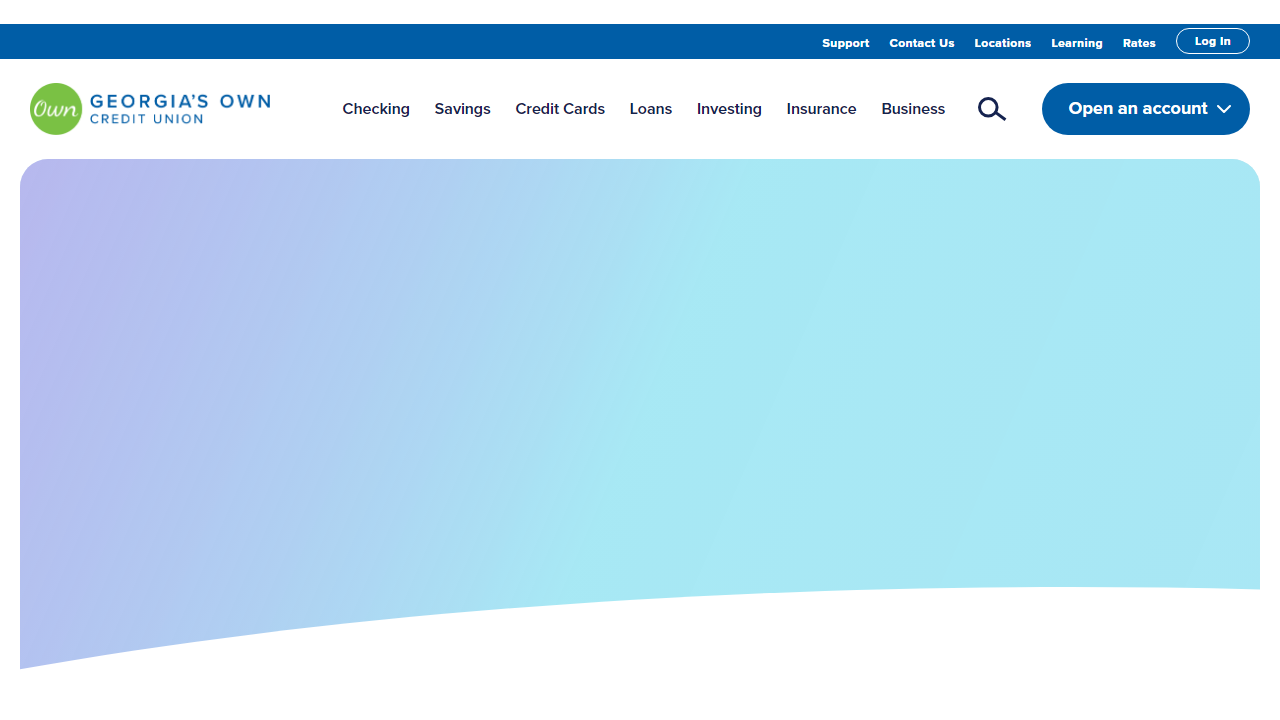 Support Contact Us Locations Learning Rates Log In
Own GEORGIA'S OWN
CREDIT UNION
Checking Savings Credit Cards Loans Investing Insurance Business Open an account